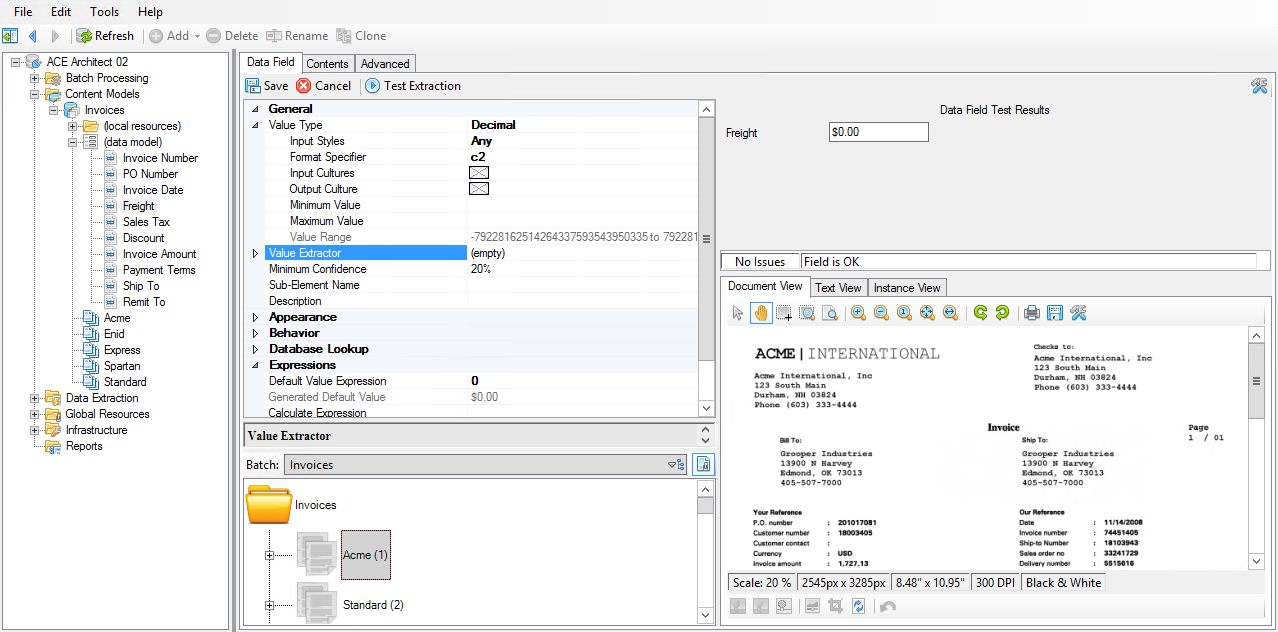 File Edit Tools Help
Refresh Add Delete Rename Clone
ACE Architect 02
Batch Processing
Content Models
Invoices
(local resources)
(data model)
Invoice Number
PO Number
Invoice Date
Freight
Sales Tax
Discount
Invoice Amount
Payment Terms
Ship To
Remit To
Acme
Enid
Express
Spartan
Standard
Data Extraction
Global Resources
Infrastructure
Reports
Data Field Contents Advanced
Save Cancel Test Extraction
General
Value Type Decimal
Input Styles Any
Format Specifier c2
Input Cultures
Output Culture
Minimum Value
Maximum Value
Value Range -79228162514264337593543950335 to 792281
Value Extractor (empty)
Minimum Confidence 20%
Sub-Element Name
Description
Appearance
Behavior
Database Lookup
Expressions
Default Value Expression 0
Generated Default Value $0.00
Calculate Expression
Value Extractor
Batch: Invoices
Invoices
Acme (1)
Standard (2)
Data Field Test Results
Freight $0.00
No Issues Field is OK
Document View Text View Instance View
ACME | INTERNATIONAL
Acme International, Inc
123 South Main
Durham, NH 03824
Phone (603) 333-4444
Checks to:
Acme International, Inc
123 South Main
Durham, NH 03824
Phone (603) 333-4444
Invoice
Page
1 / 01
Bill To:
Grooper Industries
13900 N Harvey
Edmond, OK 73013
405-507-7000
Ship To:
Grooper Industries
13900 N Harvey
Edmond, OK 73013
405-507-7000
Your Reference
P.O. number : 201017081
Customer number : 18003405
Customer contact :
Currency : USD
Invoice amount : 1,727.13
Our Reference
Date : 11/14/2008
Invoice number : 74451405
Ship-to Number : 18103943
Sales order no : 33241729
Delivery number : 5515616
Scale: 20 % 2545px x 3285px 8.48" x 10.95" 300 DPI Black & White